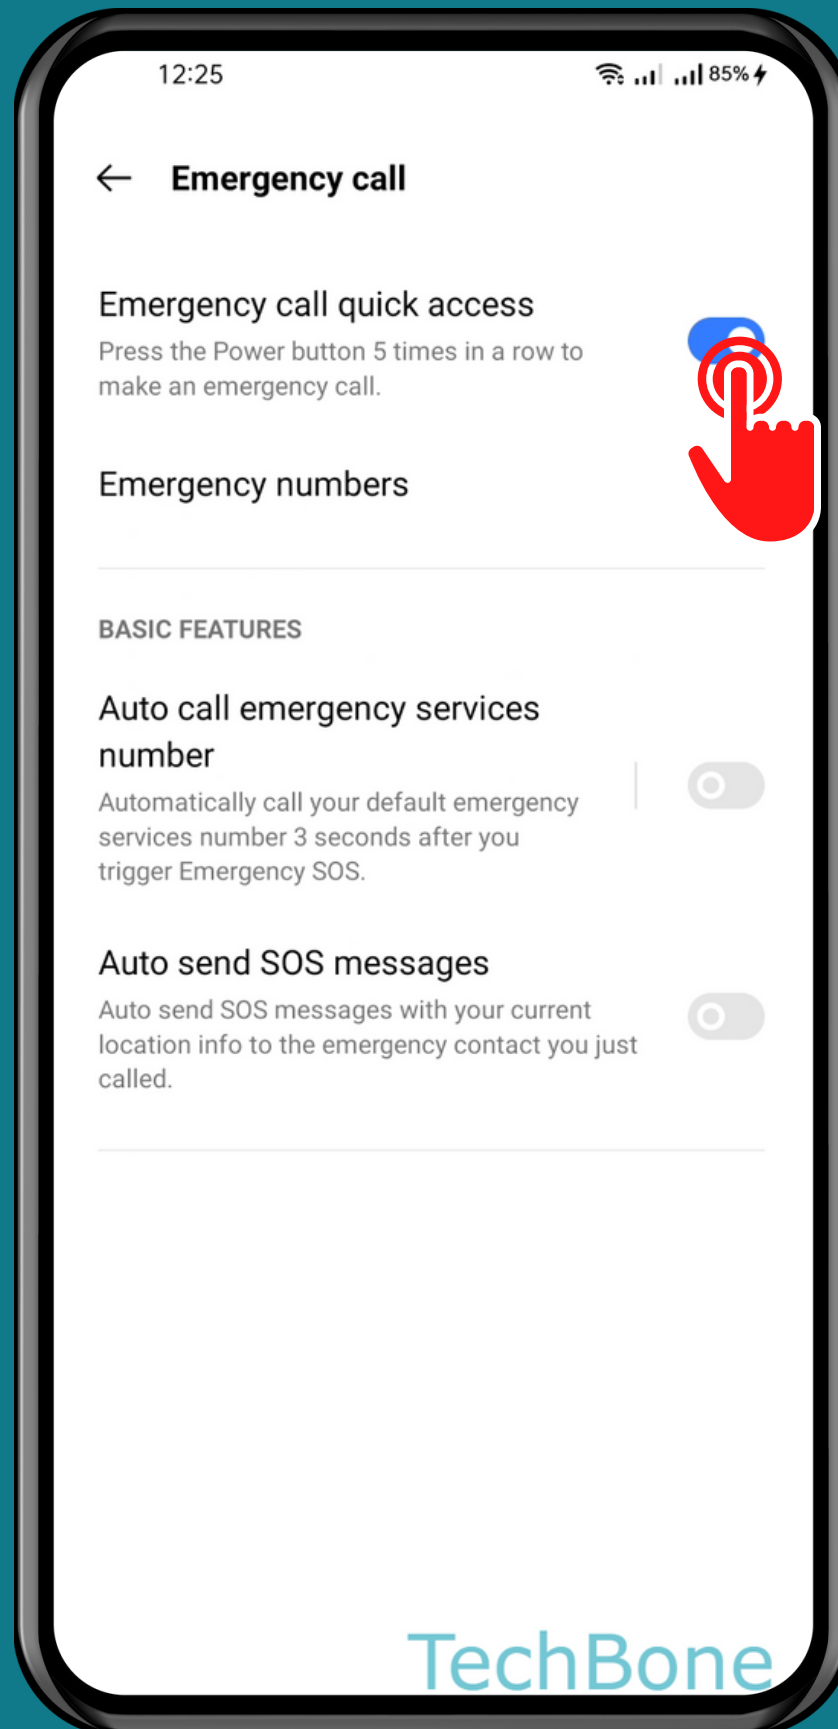 12:25
85%
Emergency call
Emergency call quick access
Press the Power button 5 times in a row to
make an emergency call.
Emergency numbers
BASIC FEATURES
Auto call emergency services
number
Automatically call your default emergency
services number 3 seconds after you
trigger Emergency SOS.
Auto send SOS messages
Auto send SOS messages with your current
location info to the emergency contact you just
called.
TechBone